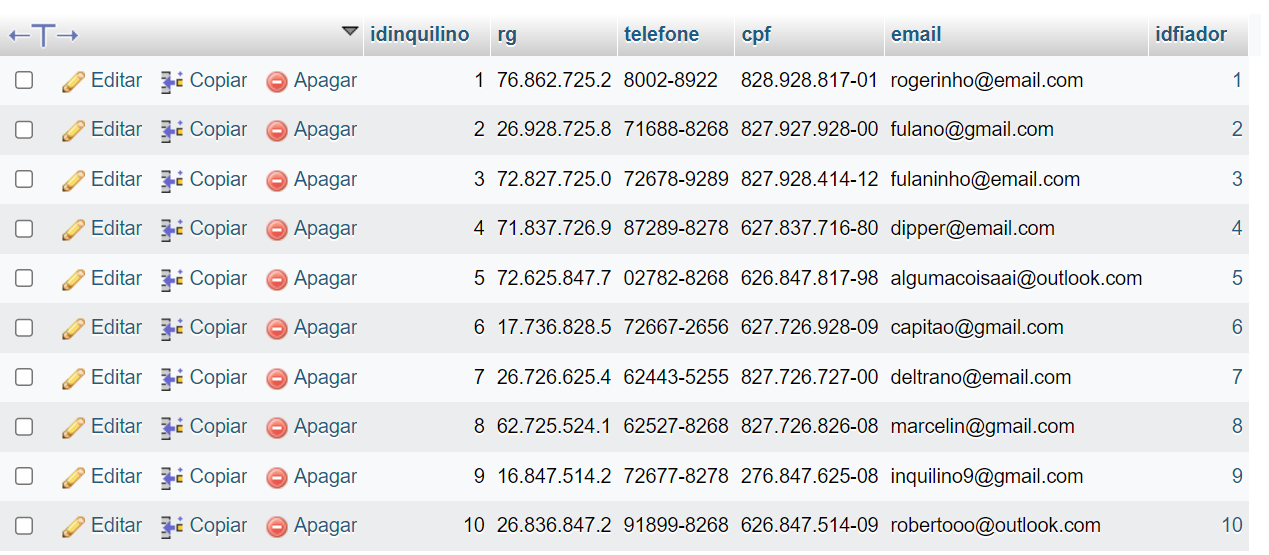 ←T→ idinquilino rg telefone cpf email idfiador
Editar Copiar Apagar 1 76.862.725.2 8002-8922 828.928.817-01 rogerinho@email.com 1
Editar Copiar Apagar 2 26.928.725.8 71688-8268 827.927.928-00 fulano@gmail.com 2
Editar Copiar Apagar 3 72.827.725.0 72678-9289 827.928.414-12 fulaninho@email.com 3
Editar Copiar Apagar 4 71.837.726.9 87289-8278 627.837.716-80 dipper@email.com 4
Editar Copiar Apagar 5 72.625.847.7 02782-8268 626.847.817-98 algumacoisaai@outlook.com 5
Editar Copiar Apagar 6 17.736.828.5 72667-2656 627.726.928-09 capitao@gmail.com 6
Editar Copiar Apagar 7 26.726.625.4 62443-5255 827.726.727-00 deltrano@email.com 7
Editar Copiar Apagar 8 62.725.524.1 62527-8268 827.726.826-08 marcelin@gmail.com 8
Editar Copiar Apagar 9 16.847.514.2 72677-8278 276.847.625-08 inquilino9@gmail.com 9
Editar Copiar Apagar 10 26.836.847.2 91899-8268 626.847.514-09 robertooo@outlook.com 10